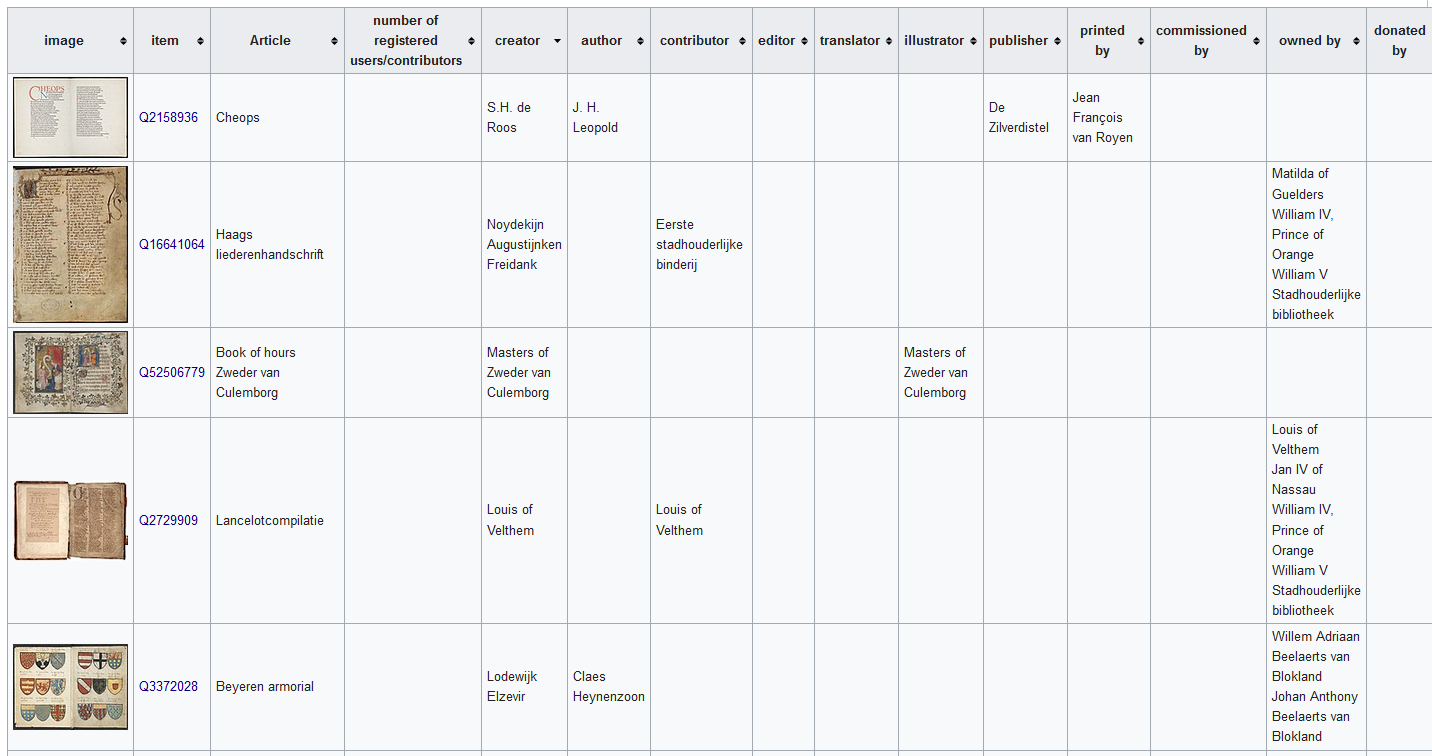 image
item
Article
number of
registered
users/contributors
creator
author
contributor
editor
translator
illustrator
publisher
printed
by
commissioned
by
owned by
donated
by
CHEOPS
Q2158936
Cheops
S.H. de
Roos
J. H.
Leopold
De
Zilverdistel
Jean
François
van Royen
Q16641064
Haags
liederenhandschrift
Noydekijn
Augustijnken
Freidank
Eerste
stadhouderlijke
binderij
Matilda of
Guelders
William IV,
Prince of
Orange
William V
Stadhouderlijke
bibliotheek
Q52506779
Book of hours
Zweder van
Culemborg
Masters of
Zweder van
Culemborg
Masters of
Zweder van
Culemborg
Q2729909
Lancelotcompilatie
Louis of
Velthem
Louis of
Velthem
Louis of
Velthem
Jan IV of
Nassau
William IV,
Prince of
Orange
William V
Stadhouderlijke
bibliotheek
Q3372028
Beyeren armorial
Lodewijk
Elzevir
Claes
Heynenzoon
Willem Adriaan
Beelaerts van
Blokland
Johan Anthony
Beelaerts van
Blokland